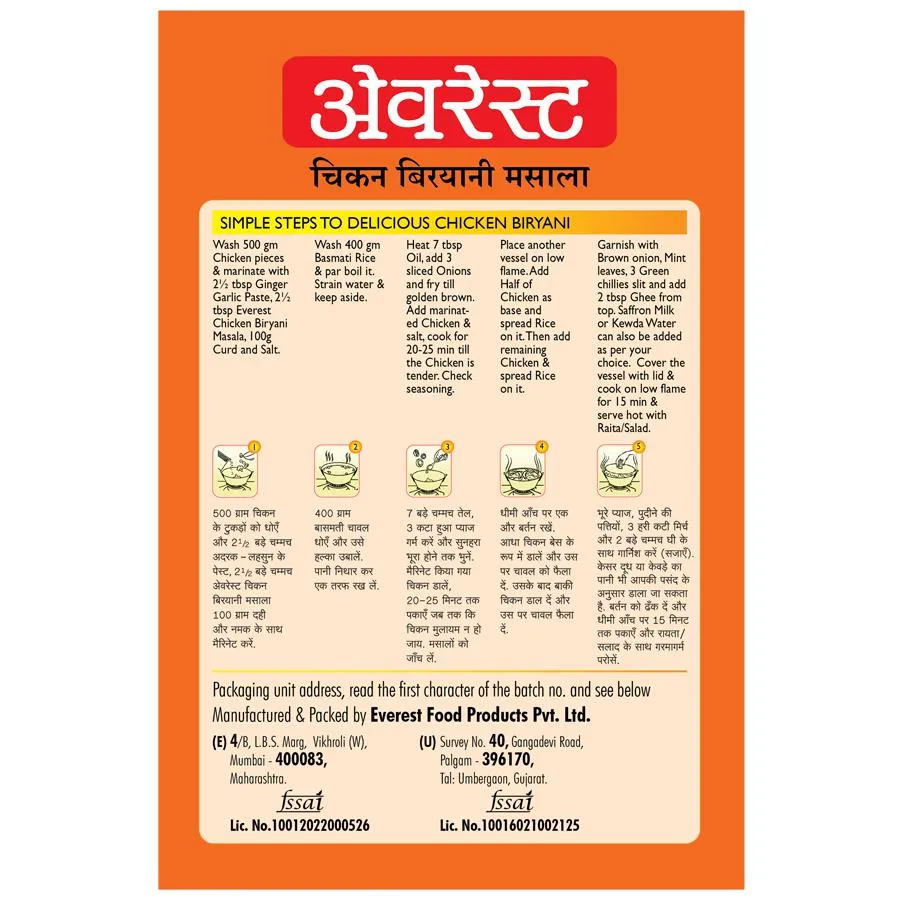 अेवरेस्ट
चिकन बिरयानी मसाला
SIMPLE STEPS TO DELICIOUS CHICKEN BIRYANI
Wash 500 gm
Chicken pieces
& marinate with
2½ tbsp Ginger
Garlic Paste, 2½
tbsp Everest
Chicken Biryani
Masala, 100g
Curd and Salt.
Wash 400 gm
Basmati Rice
& par boil it.
Strain water &
keep aside.
Heat 7 tbsp
Oil, add 3
sliced Onions
and fry till
golden brown.
Add marinat-
ed Chicken &
salt, cook for
20-25 min till
the Chicken is
tender. Check
seasoning.
Place another
vessel on low
flame. Add
Half of
Chicken as
base and
spread Rice
on it. Then add
remaining
Chicken &
spread Rice
on it.
Garnish with
Brown onion, Mint
leaves, 3 Green
chillies slit and add
2 tbsp Ghee from
top. Saffron Milk
or Kewda Water
can also be added
as per your
choice. Cover the
vessel with lid &
cook on low flame
for 15 min &
serve hot with
Raita/Salad.
1
2
3
4
5
500 ग्राम चिकन
के टुकड़ों को धोएँ
और 2½ बड़े चम्मच
अदरक – लहसुन के
पेस्ट, 2½ बड़े चम्मच
अेवरेस्ट चिकन
बिरयानी मसाला
100 ग्राम दही
और नमक के साथ
मैरिनेट करें.
400 ग्राम
बासमती चावल
धोएँ और उसे
हल्का उबालें.
पानी निथार कर
एक तरफ रख लें.
7 बड़े चम्मच तेल,
3 कटा हुआ प्याज
गर्म करें और सुनहरा
भूरा होने तक भुनें.
मैरिनेट किया गया
चिकन डालें,
20–25 मिनट तक
पकाएँ जब तक कि
चिकन मुलायम न हो
जाय. मसालों को
जाँच लें.
धीमी आँच पर एक
और बर्तन रखें.
आधा चिकन बेस के
रूप में डालें और उस
पर चावल को फैला
दें. उसके बाद बाकी
चिकन डाल दें और
उस पर चावल फैला
दें.
भूरे प्याज, पुदीने की
पत्तियों, 3 हरी कटी मिर्च
और 2 बड़े चम्मच घी के
साथ गार्निश करें (सजाएँ).
केसर दूध या केवड़े का
पानी भी आपकी पसंद के
अनुसार डाला जा सकता
है. बर्तन को ढँक दें और
धीमी आँच पर 15 मिनट
तक पकाएँ और रायता/
सलाद के साथ गरमागर्म
परोसें.
Packaging unit address, read the first character of the batch no. and see below
Manufactured & Packed by Everest Food Products Pvt. Ltd.
(E) 4/B, L.B.S. Marg, Vikhroli (W),
Mumbai - 400083,
Maharashtra.
fssai
Lic. No.10012022000526
(U) Survey No. 40, Gangadevi Road,
Palgam - 396170,
Tal: Umbergaon, Gujarat.
fssai
Lic. No.10016021002125